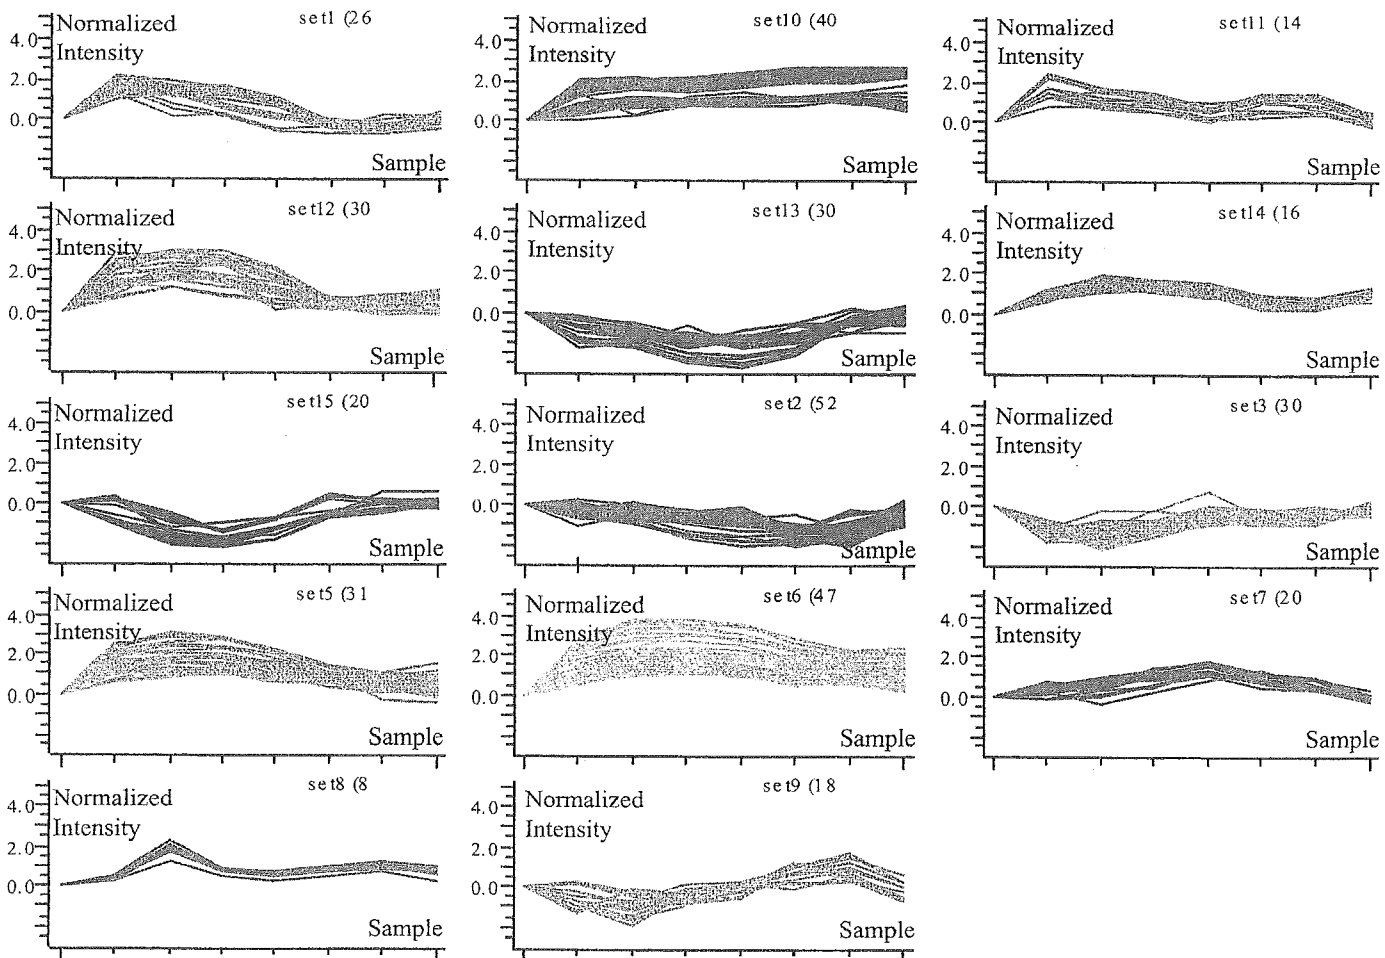 set1 (26
Normalized
Intensity
4.0
2.0
0.0
Sample
set10 (40
Normalized
Intensity
4.0
2.0
0.0
Sample
set11 (14
Normalized
Intensity
4.0
2.0
0.0
Sample
set12 (30
Normalized
Intensity
4.0
2.0
0.0
Sample
set13 (30
Normalized
Intensity
4.0
2.0
0.0
Sample
set14 (16
Normalized
Intensity
4.0
2.0
0.0
Sample
set15 (20
Normalized
Intensity
4.0
2.0
0.0
Sample
set2 (52
Normalized
Intensity
4.0
2.0
0.0
Sample
set3 (30
Normalized
Intensity
4.0
2.0
0.0
Sample
set5 (31
Normalized
Intensity
4.0
2.0
0.0
Sample
set6 (47
Normalized
Intensity
4.0
2.0
0.0
Sample
set7 (20
Normalized
Intensity
4.0
2.0
0.0
Sample
set8 (8
Normalized
Intensity
4.0
2.0
0.0
Sample
set9 (18
Normalized
Intensity
4.0
2.0
0.0
Sample